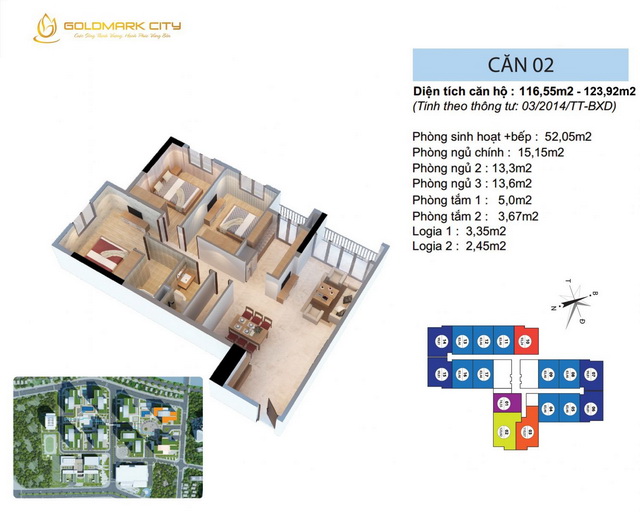 GOLDMARK CITY
CĂN 02
Diện tích căn hộ : 116,55m2 - 123,92m2
(Tính theo thông tư: 03/2014/TT-BXD)
Phòng sinh hoạt +bếp : 52,05m2
Phòng ngủ chính : 15,15m2
Phòng ngủ 2 : 13,3m2
Phòng ngủ 3 : 13,6m2
Phòng tắm 1 : 5,0m2
Phòng tắm 2 : 3,67m2
Logia 1 : 3,35m2
Logia 2 : 2,45m2
T
B
N
Đ